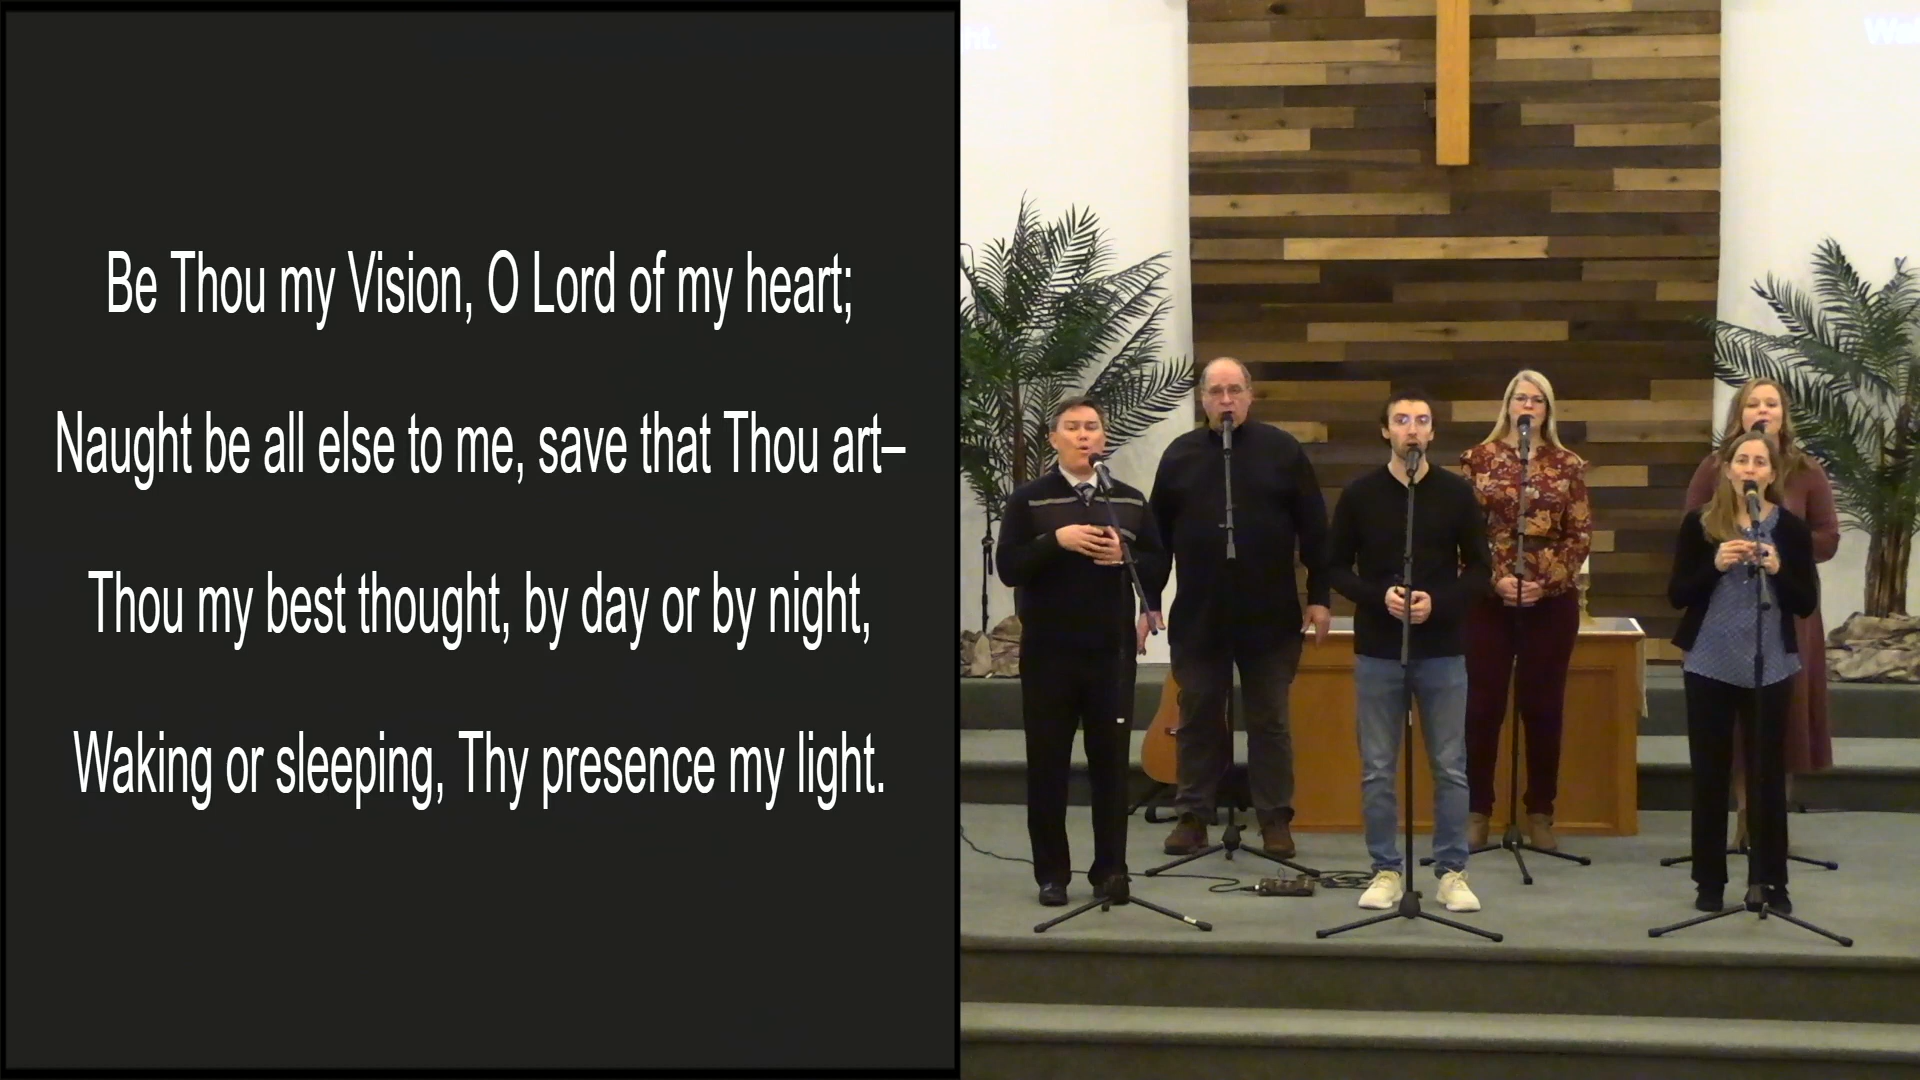 Be Thou my Vision, O Lord of my heart;
Naught be all else to me, save that Thou art–
Thou my best thought, by day or by night,
Waking or sleeping, Thy presence my light.